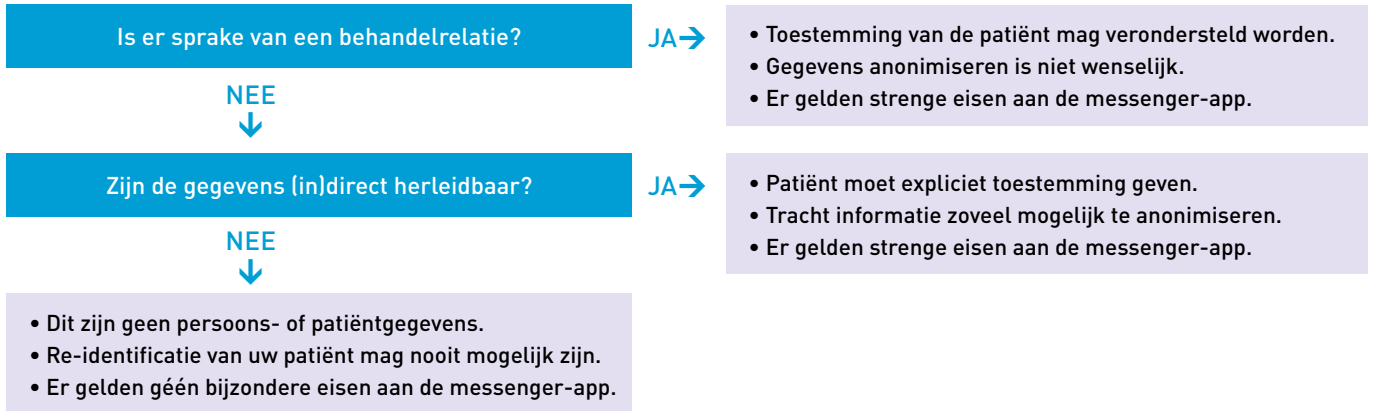 Is er sprake van een behandelrelatie?
JA→
• Toestemming van de patiënt mag verondersteld worden.
• Gegevens anonimiseren is niet wenselijk.
• Er gelden strenge eisen aan de messenger-app.
NEE
↓
Zijn de gegevens (in)direct herleidbaar?
JA→
• Patiënt moet expliciet toestemming geven.
• Tracht informatie zoveel mogelijk te anonimiseren.
• Er gelden strenge eisen aan de messenger-app.
NEE
↓
• Dit zijn geen persoons- of patiëntgegevens.
• Re-identificatie van uw patiënt mag nooit mogelijk zijn.
• Er gelden géén bijzondere eisen aan de messenger-app.